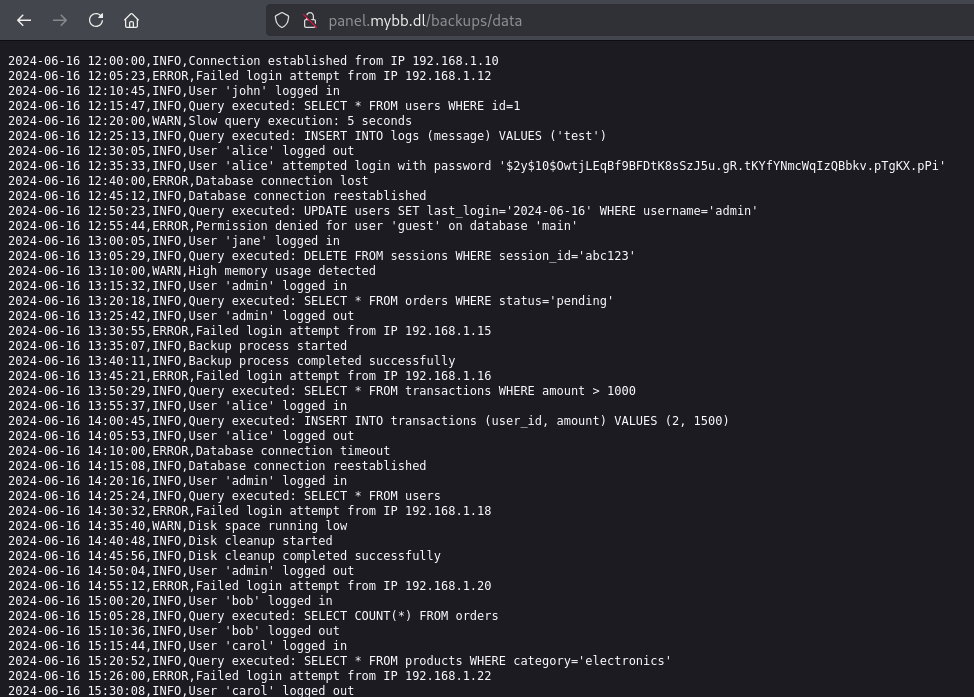 panel.mybb.dl/backups/data
2024-06-16 12:00:00,INFO,Connection established from IP 192.168.1.10
2024-06-16 12:05:23,ERROR,Failed login attempt from IP 192.168.1.12
2024-06-16 12:10:45,INFO,User 'john' logged in
2024-06-16 12:15:47,INFO,Query executed: SELECT * FROM users WHERE id=1
2024-06-16 12:20:00,WARN,Slow query execution: 5 seconds
2024-06-16 12:25:13,INFO,Query executed: INSERT INTO logs (message) VALUES ('test')
2024-06-16 12:30:05,INFO,User 'alice' logged out
2024-06-16 12:35:33,INFO,User 'alice' attempted login with password '$2y$10$OwtjLEqBf9BFDtK8sSzJ5u.gR.tKYfYNmcWqIzQBbkv.pTgKX.pPi'
2024-06-16 12:40:00,ERROR,Database connection lost
2024-06-16 12:45:12,INFO,Database connection reestablished
2024-06-16 12:50:23,INFO,Query executed: UPDATE users SET last_login='2024-06-16' WHERE username='admin'
2024-06-16 12:55:44,ERROR,Permission denied for user 'guest' on database 'main'
2024-06-16 13:00:05,INFO,User 'jane' logged in
2024-06-16 13:05:29,INFO,Query executed: DELETE FROM sessions WHERE session_id='abc123'
2024-06-16 13:10:00,WARN,High memory usage detected
2024-06-16 13:15:32,INFO,User 'admin' logged in
2024-06-16 13:20:18,INFO,Query executed: SELECT * FROM orders WHERE status='pending'
2024-06-16 13:25:42,INFO,User 'admin' logged out
2024-06-16 13:30:55,ERROR,Failed login attempt from IP 192.168.1.15
2024-06-16 13:35:07,INFO,Backup process started
2024-06-16 13:40:11,INFO,Backup process completed successfully
2024-06-16 13:45:21,ERROR,Failed login attempt from IP 192.168.1.16
2024-06-16 13:50:29,INFO,Query executed: SELECT * FROM transactions WHERE amount > 1000
2024-06-16 13:55:37,INFO,User 'alice' logged in
2024-06-16 14:00:45,INFO,Query executed: INSERT INTO transactions (user_id, amount) VALUES (2, 1500)
2024-06-16 14:05:53,INFO,User 'alice' logged out
2024-06-16 14:10:00,ERROR,Database connection timeout
2024-06-16 14:15:08,INFO,Database connection reestablished
2024-06-16 14:20:16,INFO,User 'admin' logged in
2024-06-16 14:25:24,INFO,Query executed: SELECT * FROM users
2024-06-16 14:30:32,ERROR,Failed login attempt from IP 192.168.1.18
2024-06-16 14:35:40,WARN,Disk space running low
2024-06-16 14:40:48,INFO,Disk cleanup started
2024-06-16 14:45:56,INFO,Disk cleanup completed successfully
2024-06-16 14:50:04,INFO,User 'admin' logged out
2024-06-16 14:55:12,ERROR,Failed login attempt from IP 192.168.1.20
2024-06-16 15:00:20,INFO,User 'bob' logged in
2024-06-16 15:05:28,INFO,Query executed: SELECT COUNT(*) FROM orders
2024-06-16 15:10:36,INFO,User 'bob' logged out
2024-06-16 15:15:44,INFO,User 'carol' logged in
2024-06-16 15:20:52,INFO,Query executed: SELECT * FROM products WHERE category='electronics'
2024-06-16 15:26:00,ERROR,Failed login attempt from IP 192.168.1.22
2024-06-16 15:30:08,INFO,User 'carol' logged out